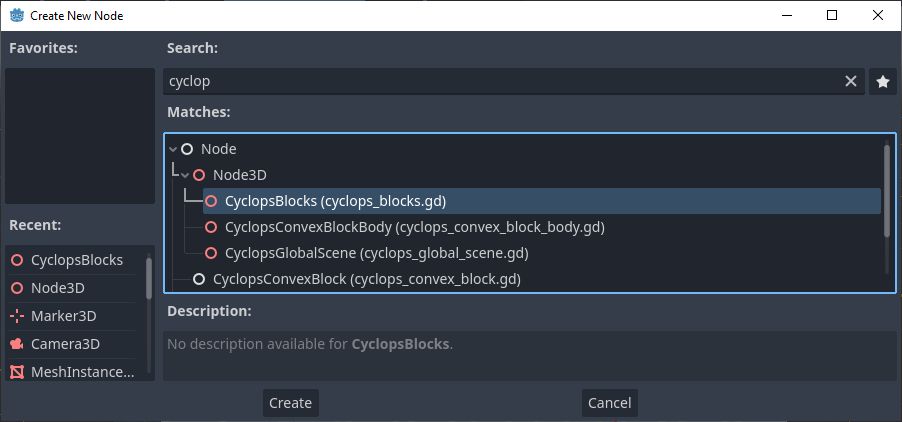 Create New Node
Favorites:
Search:
cyclop
Matches:
Node
Node3D
CyclopsBlocks (cyclops_blocks.gd)
CyclopsConvexBlockBody (cyclops_convex_block_body.gd)
CyclopsGlobalScene (cyclops_global_scene.gd)
CyclopsConvexBlock (cyclops_convex_block.gd)
Recent:
CyclopsBlocks
Node3D
Marker3D
Camera3D
MeshInstance...
Description:
No description available for CyclopsBlocks.
Create
Cancel